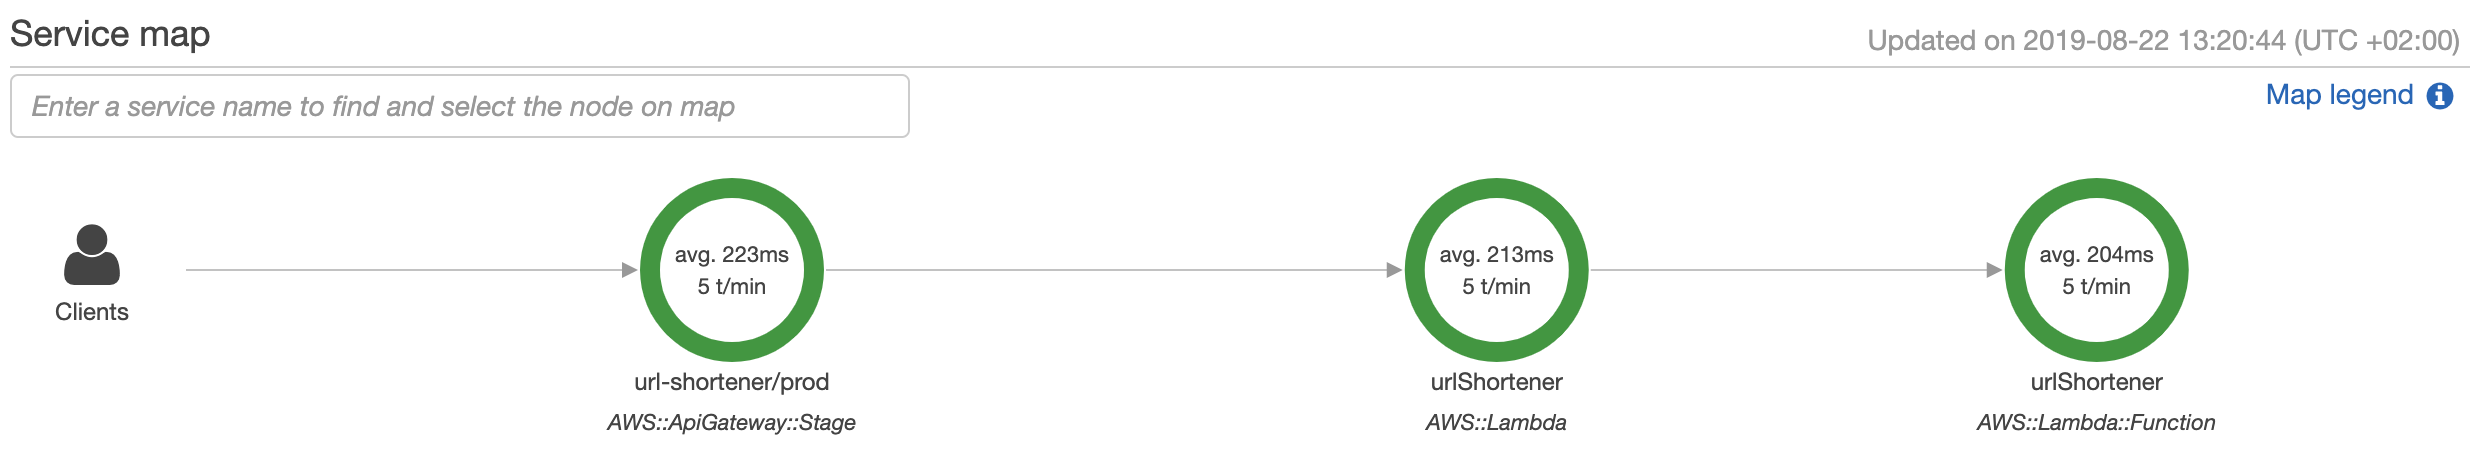 Service map
Updated on 2019-08-22 13:20:44 (UTC +02:00)
Enter a service name to find and select the node on map
Map legend
Clients
avg. 223ms
5 t/min
url-shortener/prod
AWS::ApiGateway::Stage
avg. 213ms
5 t/min
urlShortener
AWS::Lambda
avg. 204ms
5 t/min
urlShortener
AWS::Lambda::Function